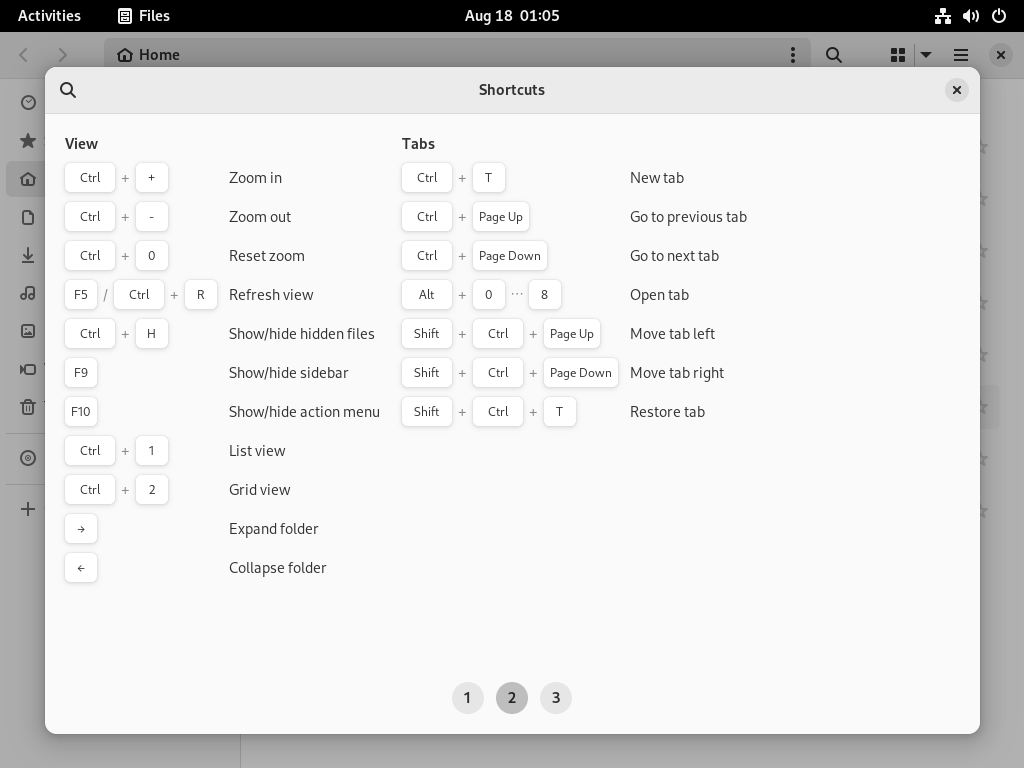 Activities Files Aug 18 01:05
Home
Shortcuts
View
Ctrl + + Zoom in
Ctrl + - Zoom out
Ctrl + 0 Reset zoom
F5 / Ctrl + R Refresh view
Ctrl + H Show/hide hidden files
F9 Show/hide sidebar
F10 Show/hide action menu
Ctrl + 1 List view
Ctrl + 2 Grid view
→ Expand folder
← Collapse folder
Tabs
Ctrl + T New tab
Ctrl + Page Up Go to previous tab
Ctrl + Page Down Go to next tab
Alt + 0 ⋯ 8 Open tab
Shift + Ctrl + Page Up Move tab left
Shift + Ctrl + Page Down Move tab right
Shift + Ctrl + T Restore tab
1 2 3